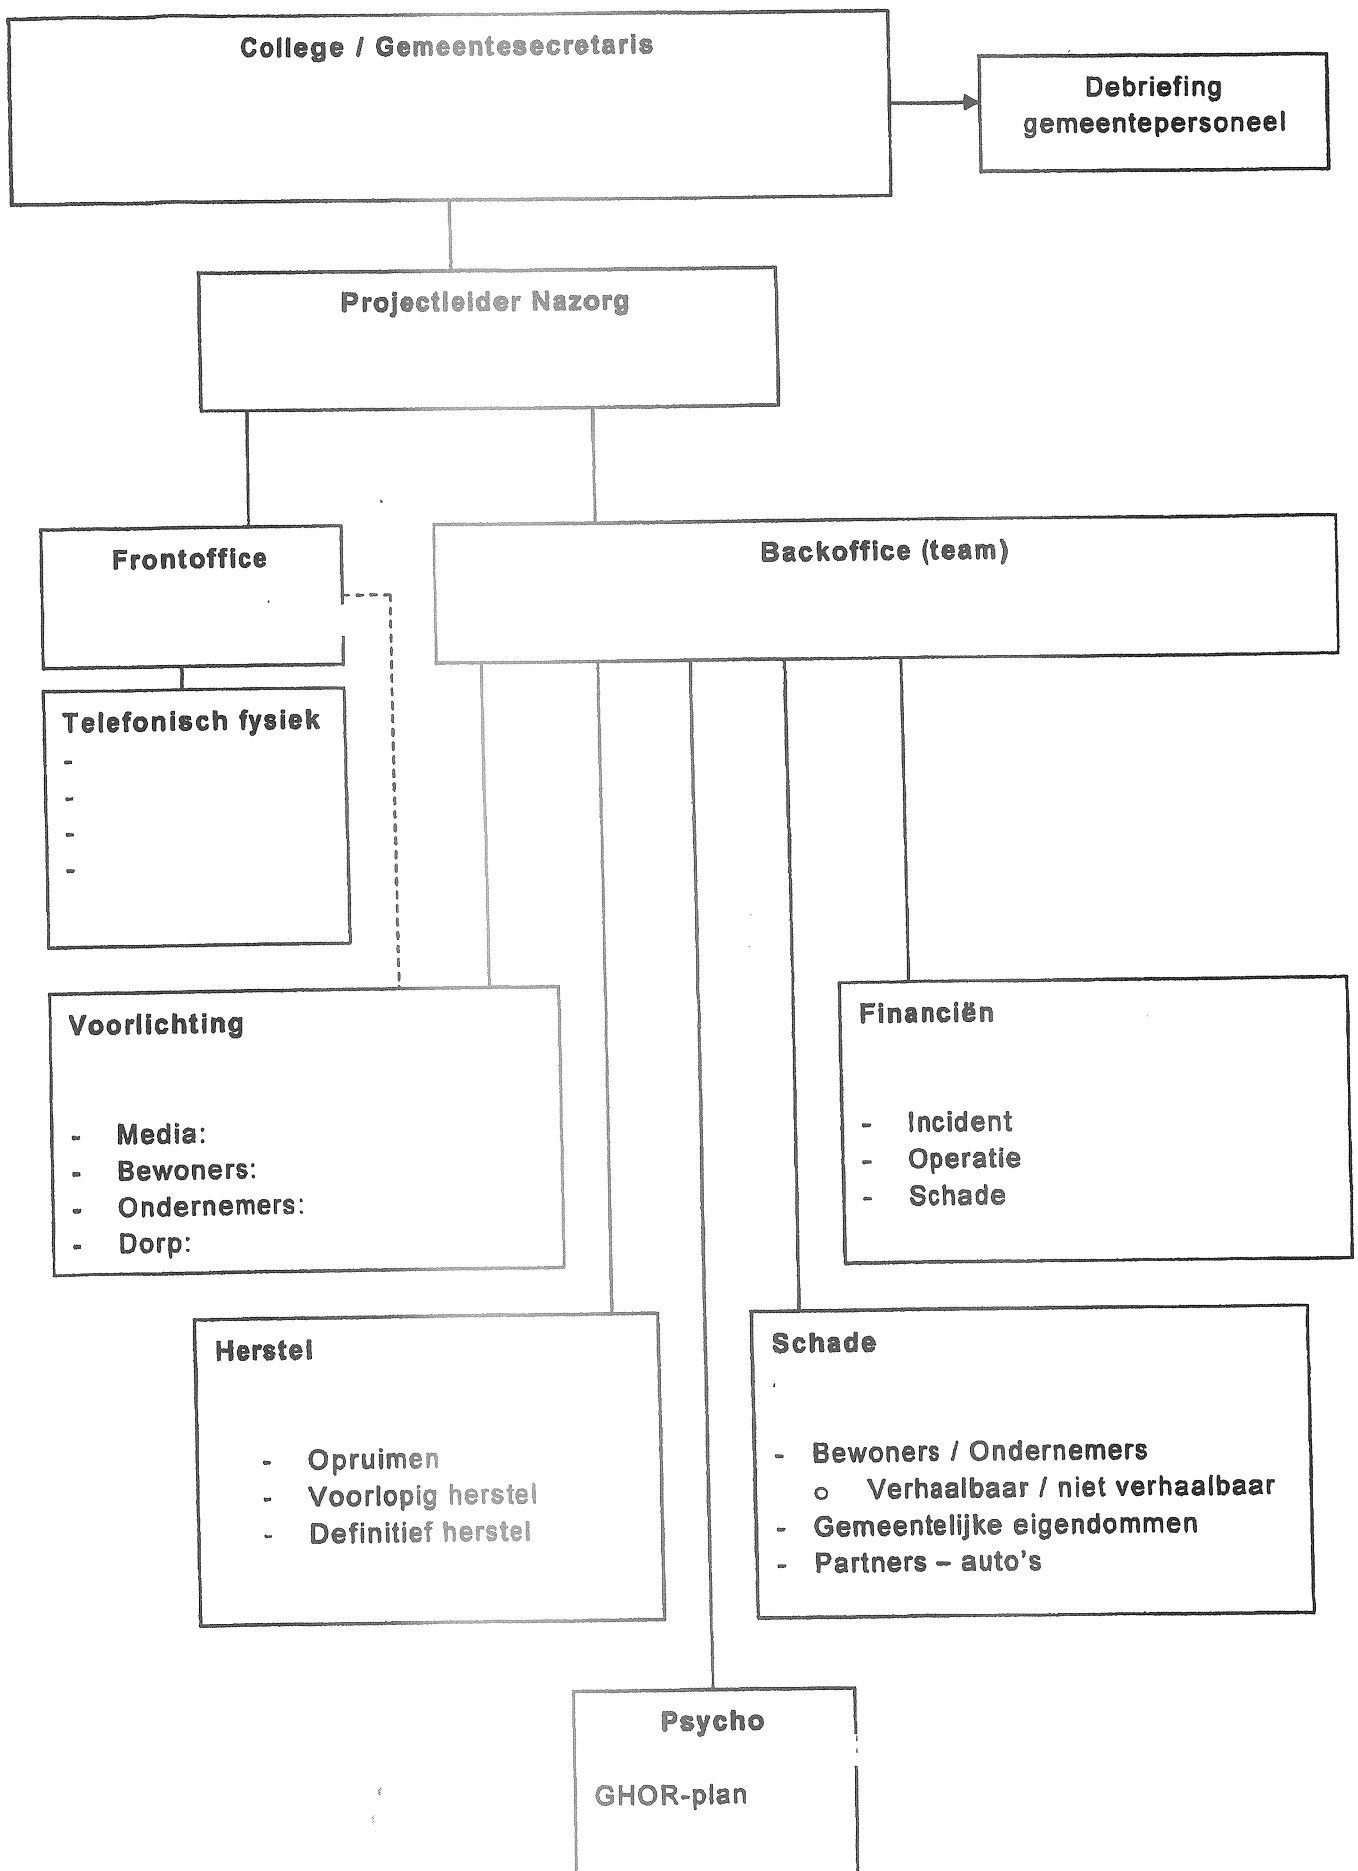 College / Gemeentesecretaris
Debriefing
gemeentepersoneel
Projectleider Nazorg
Frontoffice
Backoffice (team)
Telefonisch fysiek
-
-
-
-
Voorlichting
- Media:
- Bewoners:
- Ondernemers:
- Dorp:
Financiën
- Incident
- Operatie
- Schade
Herstel
- Opruimen
- Voorlopig herstel
- Definitief herstel
Schade
- Bewoners / Ondernemers
o Verhaalbaar / niet verhaalbaar
- Gemeentelijke eigendommen
- Partners – auto's
Psycho
GHOR-plan